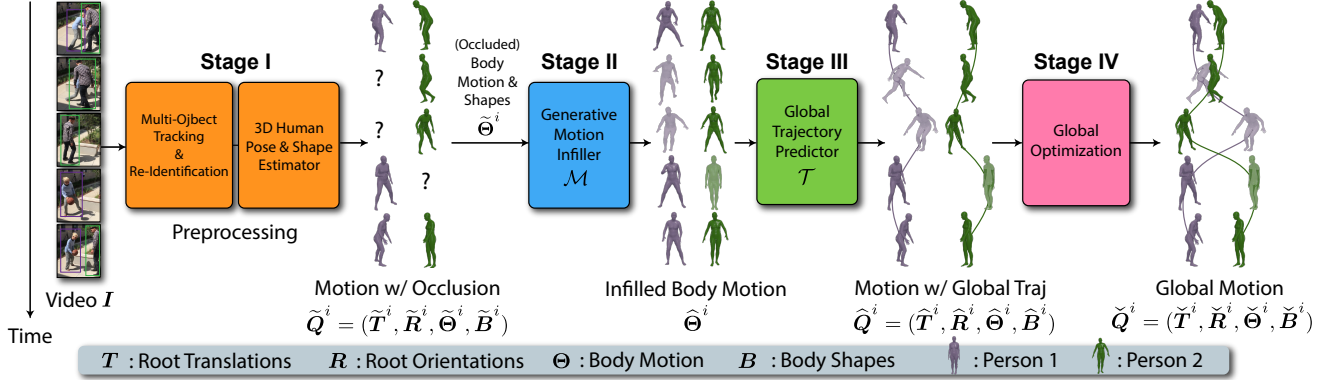 Stage I
Multi-Ojbect
Tracking
&
Re-Identification
3D Human
Pose & Shape
Estimator
Preprocessing
Video I
Time
?
?
?
Motion w/ Occlusion
Q̃^i = (T̃^i, R̃^i, Θ̃^i, B̃^i)
(Occluded)
Body
Motion &
Shapes
Θ̃^i
Stage II
Generative
Motion
Infiller
M
Infilled Body Motion
Θ̂^i
Stage III
Global
Trajectory
Predictor
T
Motion w/ Global Traj
Q̂^i = (T̂^i, R̂^i, Θ̂^i, B̂^i)
Stage IV
Global
Optimization
Global Motion
Q̌^i = (Ť^i, Ř^i, Θ̌^i, B̌^i)
T : Root Translations R : Root Orientations Θ : Body Motion B : Body Shapes : Person 1 : Person 2